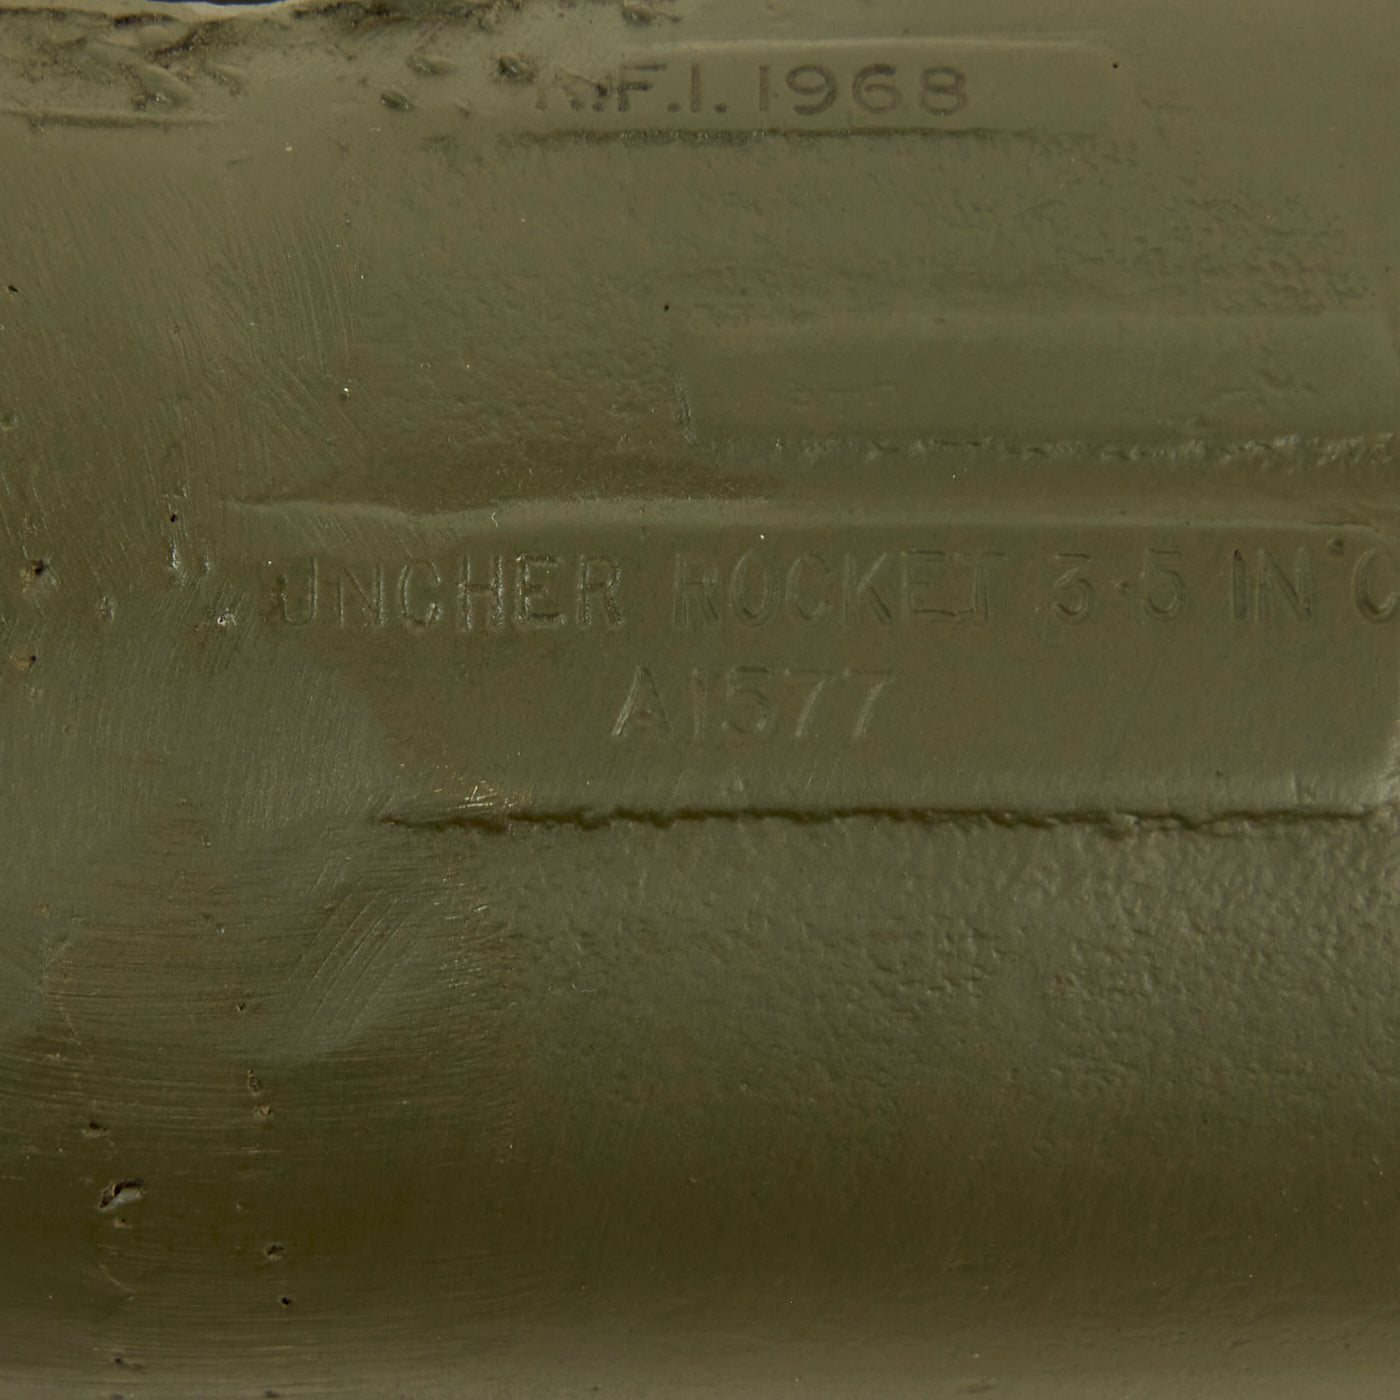 .F.I. 1968
UNCHER ROCKET 3·5 IN
A1577